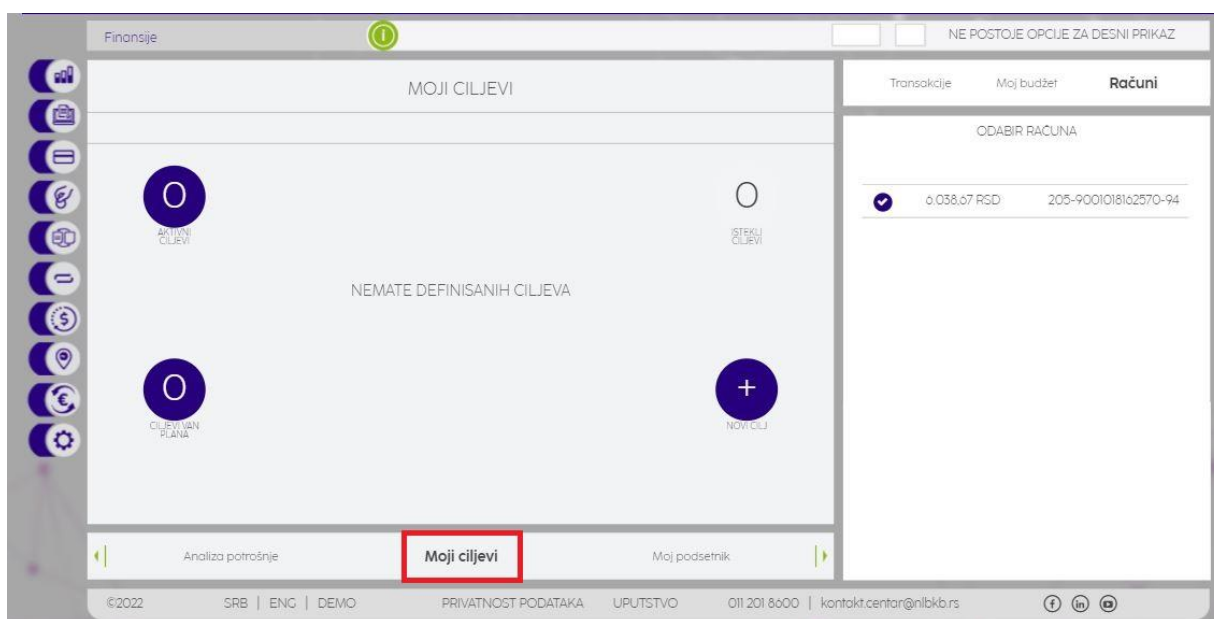 Finansije
NE POSTOJE OPCIJE ZA DESNI PRIKAZ
MOJI CILJEVI
Transakcije Moj budžet Računi
ODABIR RAČUNA
6.038,67 RSD 205-9001018162570-94
0
AKTIVNI
CILJEVI
0
ISTEKLI
CILJEVI
NEMATE DEFINISANIH CILJEVA
0
CILJEVI VAN
PLANA
+
NOVI CILJ
Analiza potrošnje Moji ciljevi Moj podsetnik
©2022 SRB | ENG | DEMO PRIVATNOST PODATAKA UPUTSTVO 011 201 8600 | kontakt.centar@nlbkb.rs